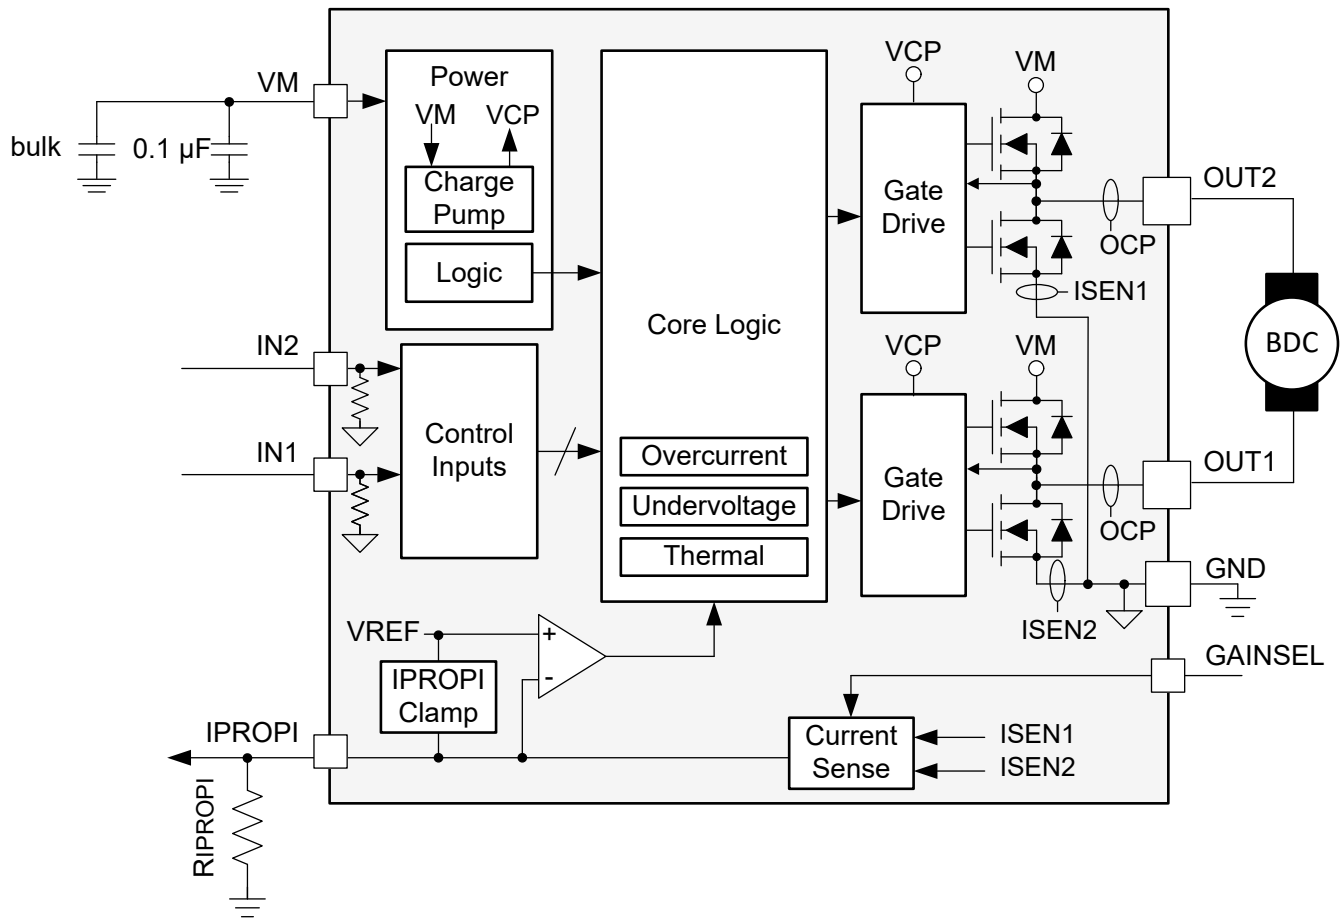 VM
bulk
0.1 µF
Power
VM
VCP
Charge
Pump
Logic
Core Logic
Overcurrent
Undervoltage
Thermal
VCP
VM
Gate
Drive
OUT2
OCP
ISEN1
BDC
IN2
IN1
Control
Inputs
VCP
VM
Gate
Drive
OUT1
OCP
GND
ISEN2
GAINSEL
VREF
+
-
IPROPI
Clamp
IPROPI
RIPROPI
Current
Sense
ISEN1
ISEN2